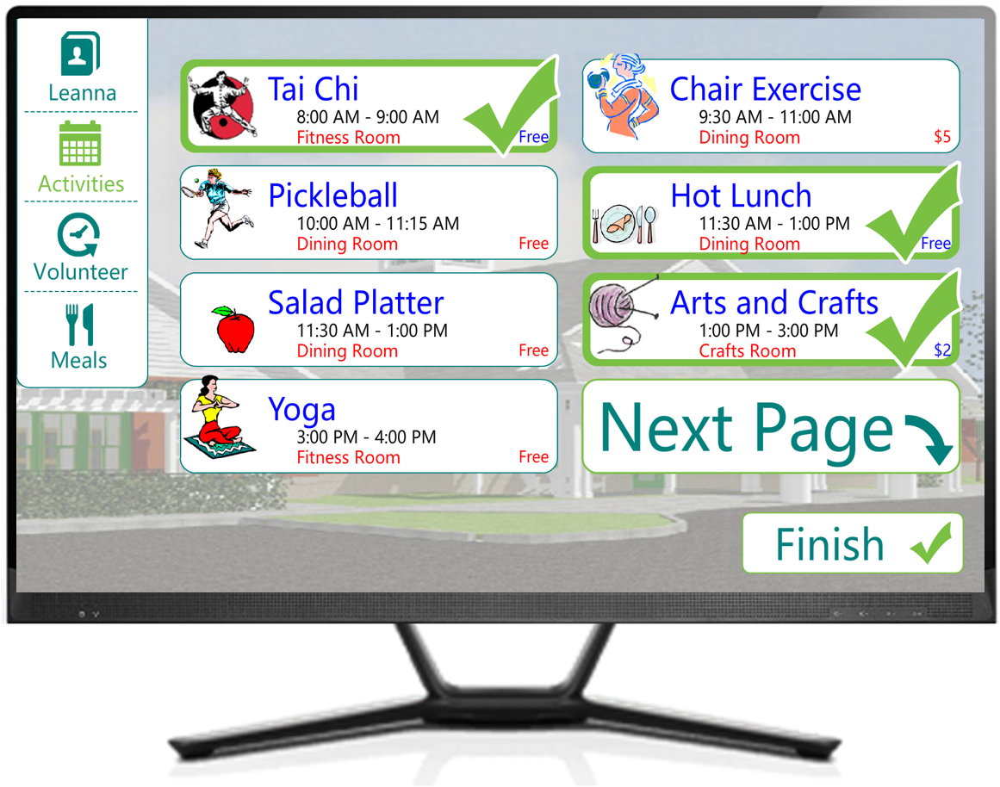 Leanna
Activities
Volunteer
Meals
Tai Chi
8:00 AM - 9:00 AM
Fitness Room
Free
Chair Exercise
9:30 AM - 11:00 AM
Dining Room
$5
Pickleball
10:00 AM - 11:15 AM
Dining Room
Free
Hot Lunch
11:30 AM - 1:00 PM
Dining Room
Free
Salad Platter
11:30 AM - 1:00 PM
Dining Room
Free
Arts and Crafts
1:00 PM - 3:00 PM
Crafts Room
$2
Yoga
3:00 PM - 4:00 PM
Fitness Room
Free
Next Page
Finish